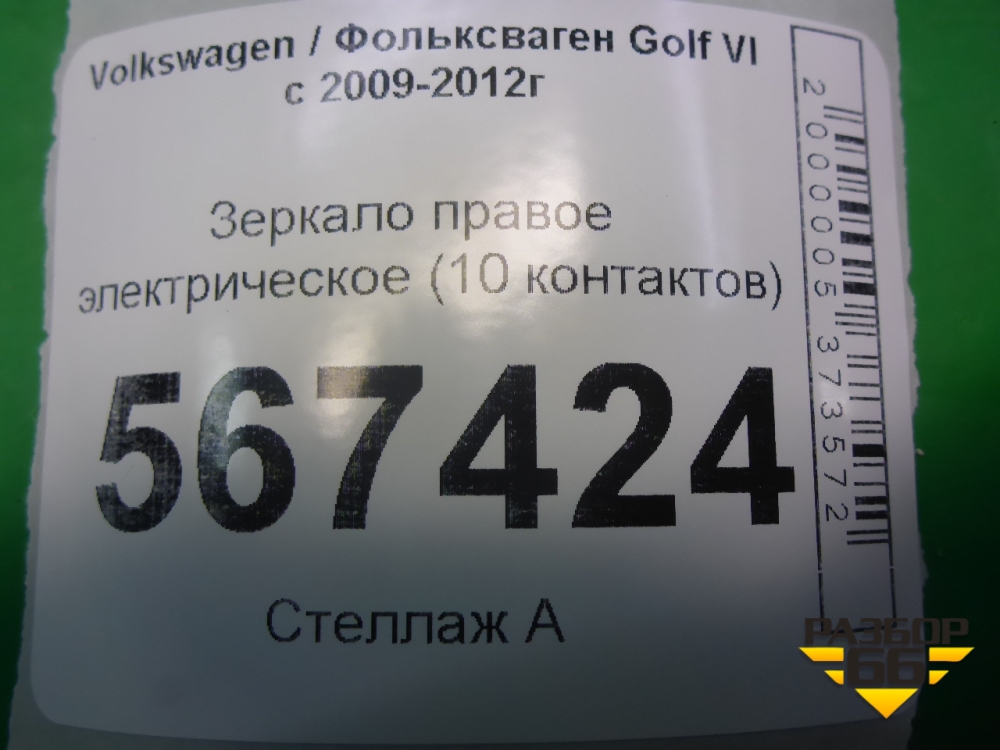 Volkswagen / Фольксваген Golf VI
с 2009-2012г
Зеркало правое
электрическое (10 контактов)
567424
Стеллаж А
2000005373572
РАЗБОР
66